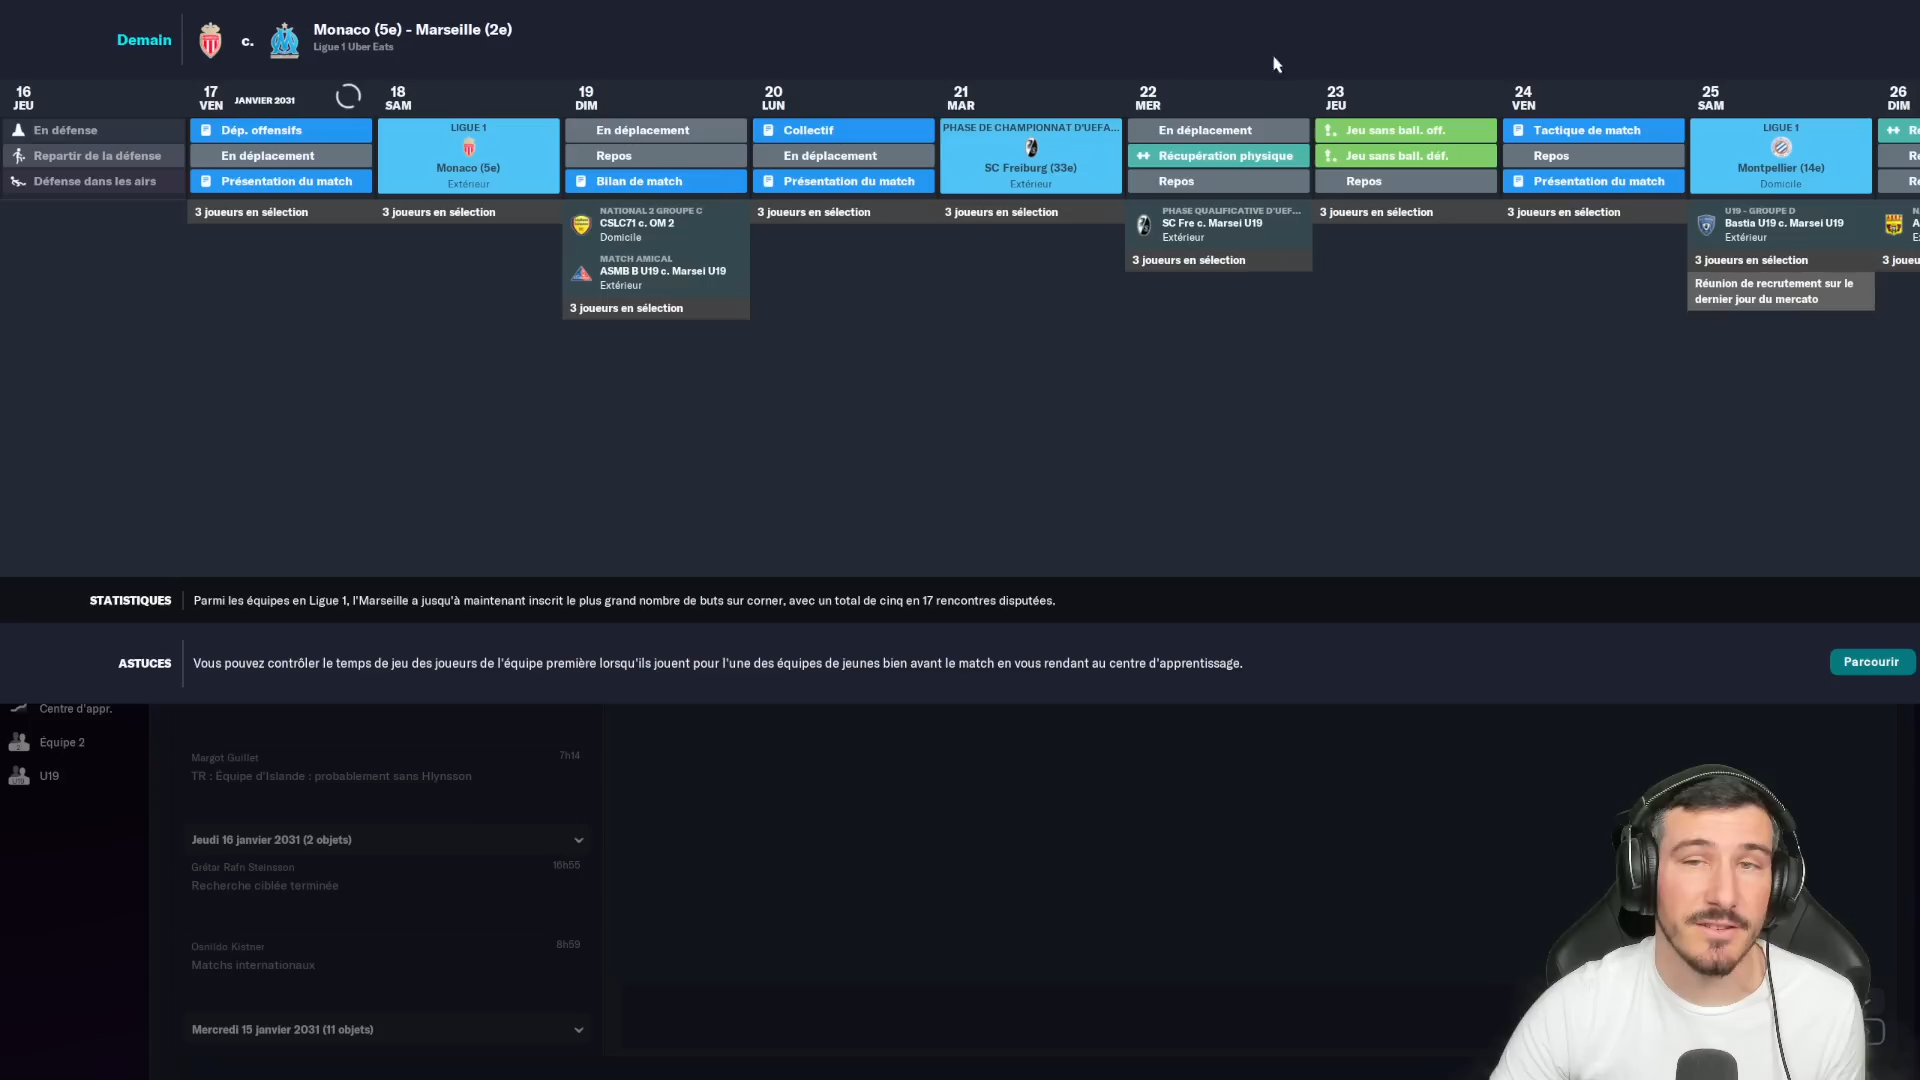 Demain
c.
Monaco (5e) - Marseille (2e)
Ligue 1 Uber Eats
16
JEU
En défense
Repartir de la défense
Défense dans les airs
17
VEN
JANVIER 2031
Dép. offensifs
En déplacement
Présentation du match
3 joueurs en sélection
18
SAM
LIGUE 1
Monaco (5e)
Extérieur
3 joueurs en sélection
19
DIM
En déplacement
Repos
Bilan de match
NATIONAL 2 GROUPE C
CSLC71 c. OM 2
Domicile
MATCH AMICAL
ASMB B U19 c. Marsei U19
Extérieur
3 joueurs en sélection
20
LUN
Collectif
En déplacement
Présentation du match
3 joueurs en sélection
21
MAR
PHASE DE CHAMPIONNAT D'UEFA...
SC Freiburg (33e)
Extérieur
3 joueurs en sélection
22
MER
En déplacement
Récupération physique
Repos
PHASE QUALIFICATIVE D'UEF...
SC Fre c. Marsei U19
Extérieur
3 joueurs en sélection
23
JEU
Jeu sans ball. off.
Jeu sans ball. déf.
Repos
3 joueurs en sélection
24
VEN
Tactique de match
Repos
Présentation du match
3 joueurs en sélection
25
SAM
LIGUE 1
Montpellier (14e)
Domicile
U19 - GROUPE D
Bastia U19 c. Marsei U19
Extérieur
3 joueurs en sélection
Réunion de recrutement sur le
dernier jour du mercato
26
DIM
3 joueu
STATISTIQUES
Parmi les équipes en Ligue 1, l'Marseille a jusqu'à maintenant inscrit le plus grand nombre de buts sur corner, avec un total de cinq en 17 rencontres disputées.
ASTUCES
Vous pouvez contrôler le temps de jeu des joueurs de l'équipe première lorsqu'ils jouent pour l'une des équipes de jeunes bien avant le match en vous rendant au centre d'apprentissage.
Parcourir
Centre d'appr.
Équipe 2
U19
Margot Guillet
7h14
TR : Équipe d'Islande : probablement sans Hlynsson
Jeudi 16 janvier 2031 (2 objets)
Grétar Rafn Steinsson
16h55
Recherche ciblée terminée
Osnildo Kistner
8h59
Matchs internationaux
Mercredi 15 janvier 2031 (11 objets)